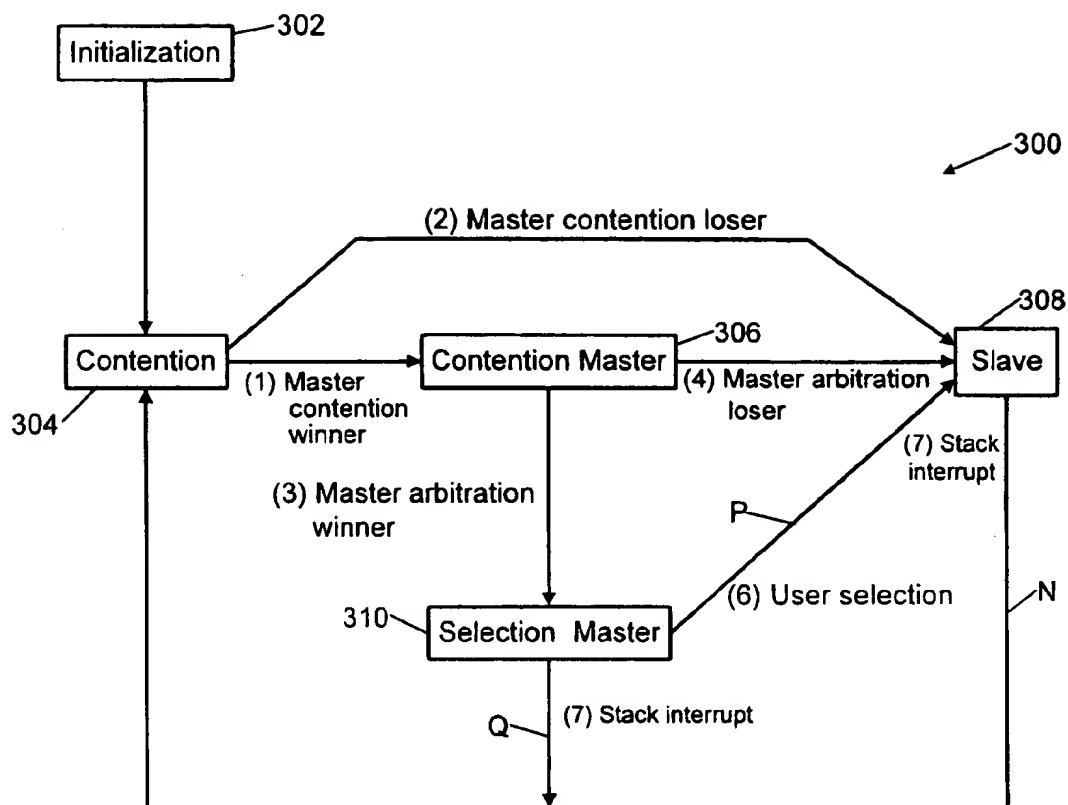 302
Initialization
300
(2) Master contention loser
308
306
Contention
Contention Master
Slave
(1) Master
contention
winner
(4) Master arbitration
loser
304
(7) Stack
interrupt
(3) Master arbitration
winner
P
(6) User selection
N
310
Selection Master
Q
(7) Stack interrupt